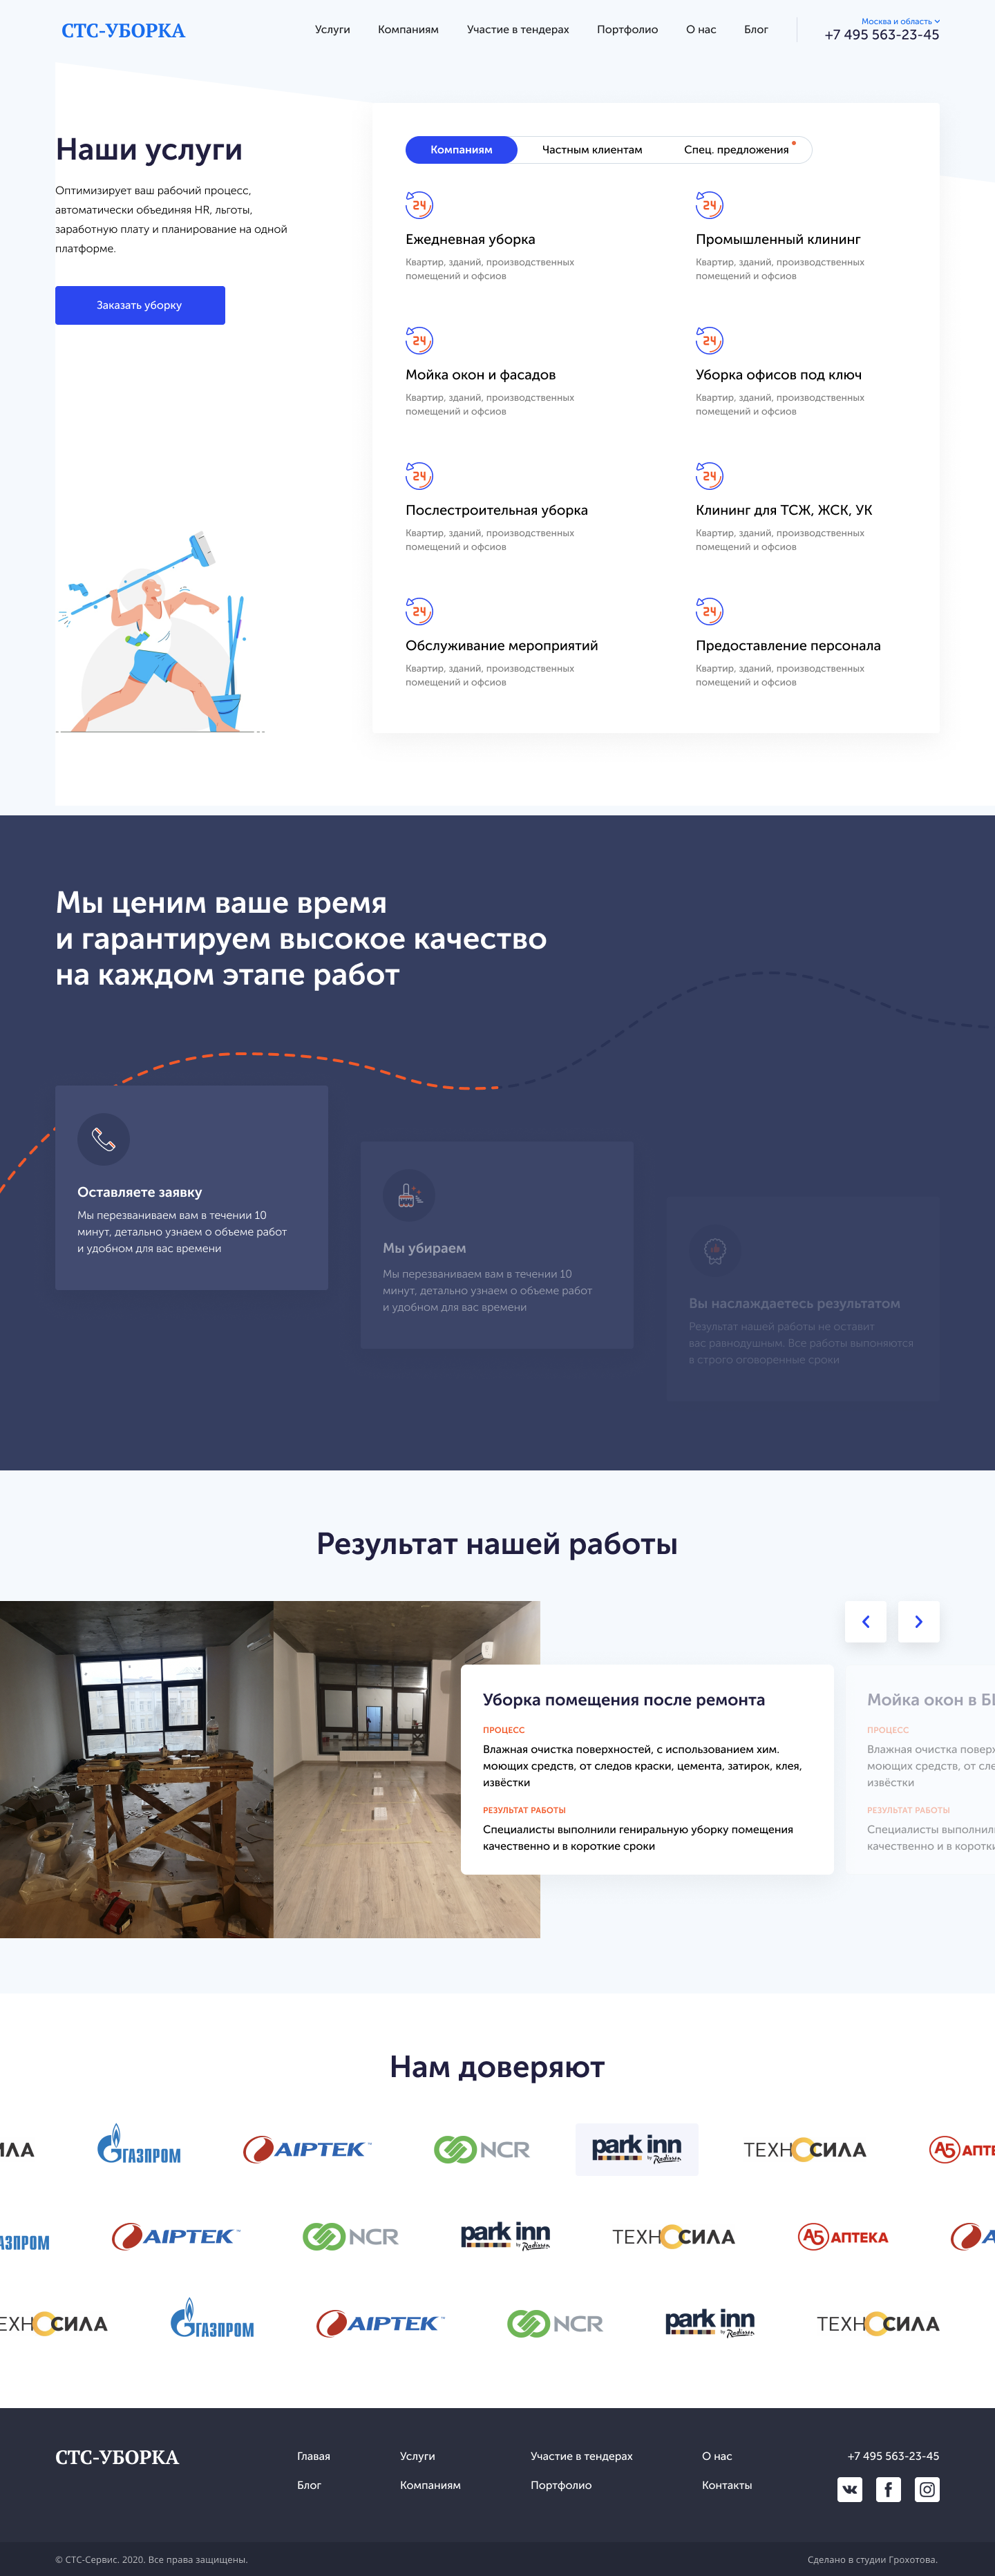 СТС-УБОРКА
Услуги
Компаниям
Участие в тендерах
Портфолио
О нас
Блог
Москва и область
+7 495 563-23-45
Наши услуги
Оптимизирует ваш рабочий процесс,
автоматически объединяя HR, льготы,
заработную плату и планирование на одной
платформе.
Заказать уборку
Компаниям
Частным клиентам
Спец. предложения
24
Ежедневная уборка
Квартир, зданий, производственных
помещений и офсиов
24
Промышленный клининг
Квартир, зданий, производственных
помещений и офсиов
24
Мойка окон и фасадов
Квартир, зданий, производственных
помещений и офсиов
24
Уборка офисов под ключ
Квартир, зданий, производственных
помещений и офсиов
24
Послестроительная уборка
Квартир, зданий, производственных
помещений и офсиов
24
Клининг для ТСЖ, ЖСК, УК
Квартир, зданий, производственных
помещений и офсиов
24
Обслуживание мероприятий
Квартир, зданий, производственных
помещений и офсиов
24
Предоставление персонала
Квартир, зданий, производственных
помещений и офсиов
Мы ценим ваше время
и гарантируем высокое качество
на каждом этапе работ
Оставляете заявку
Мы перезваниваем вам в течении 10
минут, детально узнаем о объеме работ
и удобном для вас времени
Мы убираем
Мы перезваниваем вам в течении 10
минут, детально узнаем о объеме работ
и удобном для вас времени
Вы наслаждаетесь результатом
Результат нашей работы не оставит
вас равнодушным. Все работы выпоняются
в строго оговоренные сроки
Результат нашей работы
Уборка помещения после ремонта
ПРОЦЕСС
Влажная очистка поверхностей, с использованием хим.
моющих средств, от следов краски, цемента, затирок, клея,
извёстки
РЕЗУЛЬТАТ РАБОТЫ
Специалисты выполнили гениральную уборку помещения
качественно и в короткие сроки
Мойка окон в Б
ПРОЦЕСС
Влажная очистка поверх
моющих средств, от сле
извёстки
РЕЗУЛЬТАТ РАБОТЫ
Специалисты выполнил
качественно и в коротк
Нам доверяют
ИЛА
ГАЗПРОМ
АІРТЕК
NCR
park inn
by Radisson
ТЕХНОСИЛА
А5 АПТЕ
АЗПРОМ
АІРТЕК
NCR
park inn
by Radisson
ТЕХНОСИЛА
А5 АПТЕКА
ЕХНОСИЛА
ГАЗПРОМ
АІРТЕК
NCR
park inn
by Radisson
ТЕХНОСИЛА
СТС-УБОРКА
Главая
Услуги
Участие в тендерах
О нас
+7 495 563-23-45
Блог
Компаниям
Портфолио
Контакты
© СТС-Сервис. 2020. Все права защищены.
Сделано в студии Грохотова.